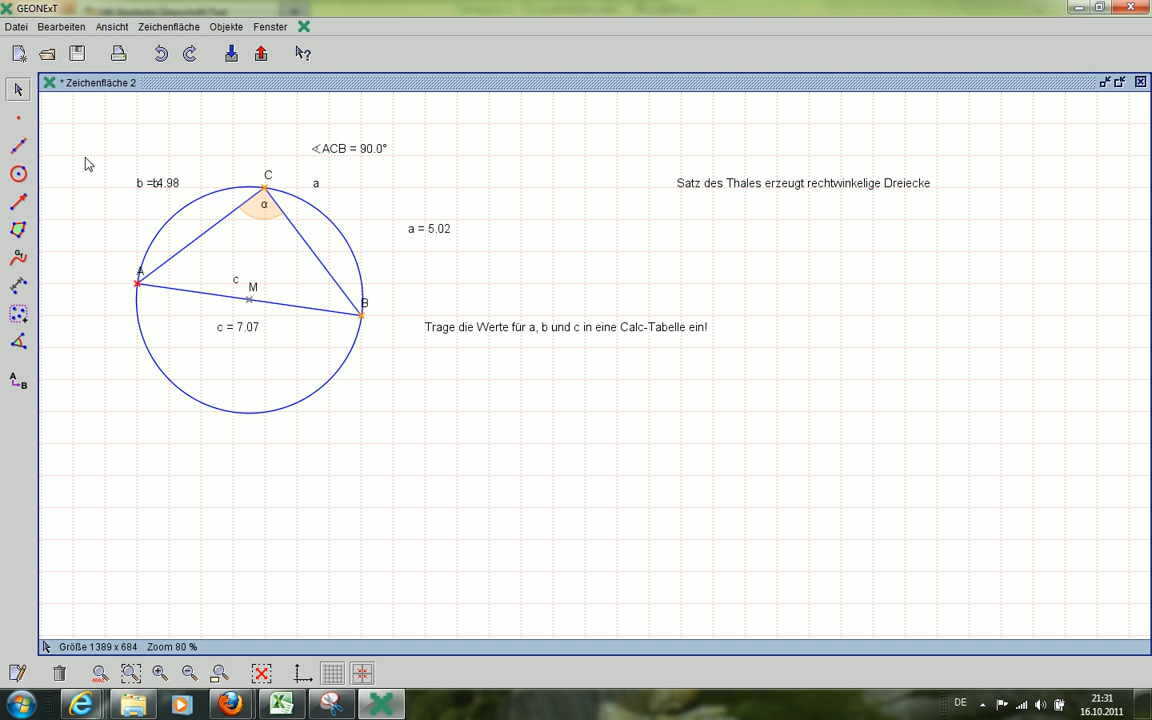 GEONExT
Datei Bearbeiten Ansicht Zeichenfläche Objekte Fenster
* Zeichenfläche 2
∢ACB = 90.0°
C
b = 4.98
b
a
Satz des Thales erzeugt rechtwinkelige Dreiecke
α
a = 5.02
A
c
M
B
c = 7.07
Trage die Werte für a, b und c in eine Calc-Tabelle ein!
Größe 1389 x 684 Zoom 80 %
DE
21:31
16.10.2011